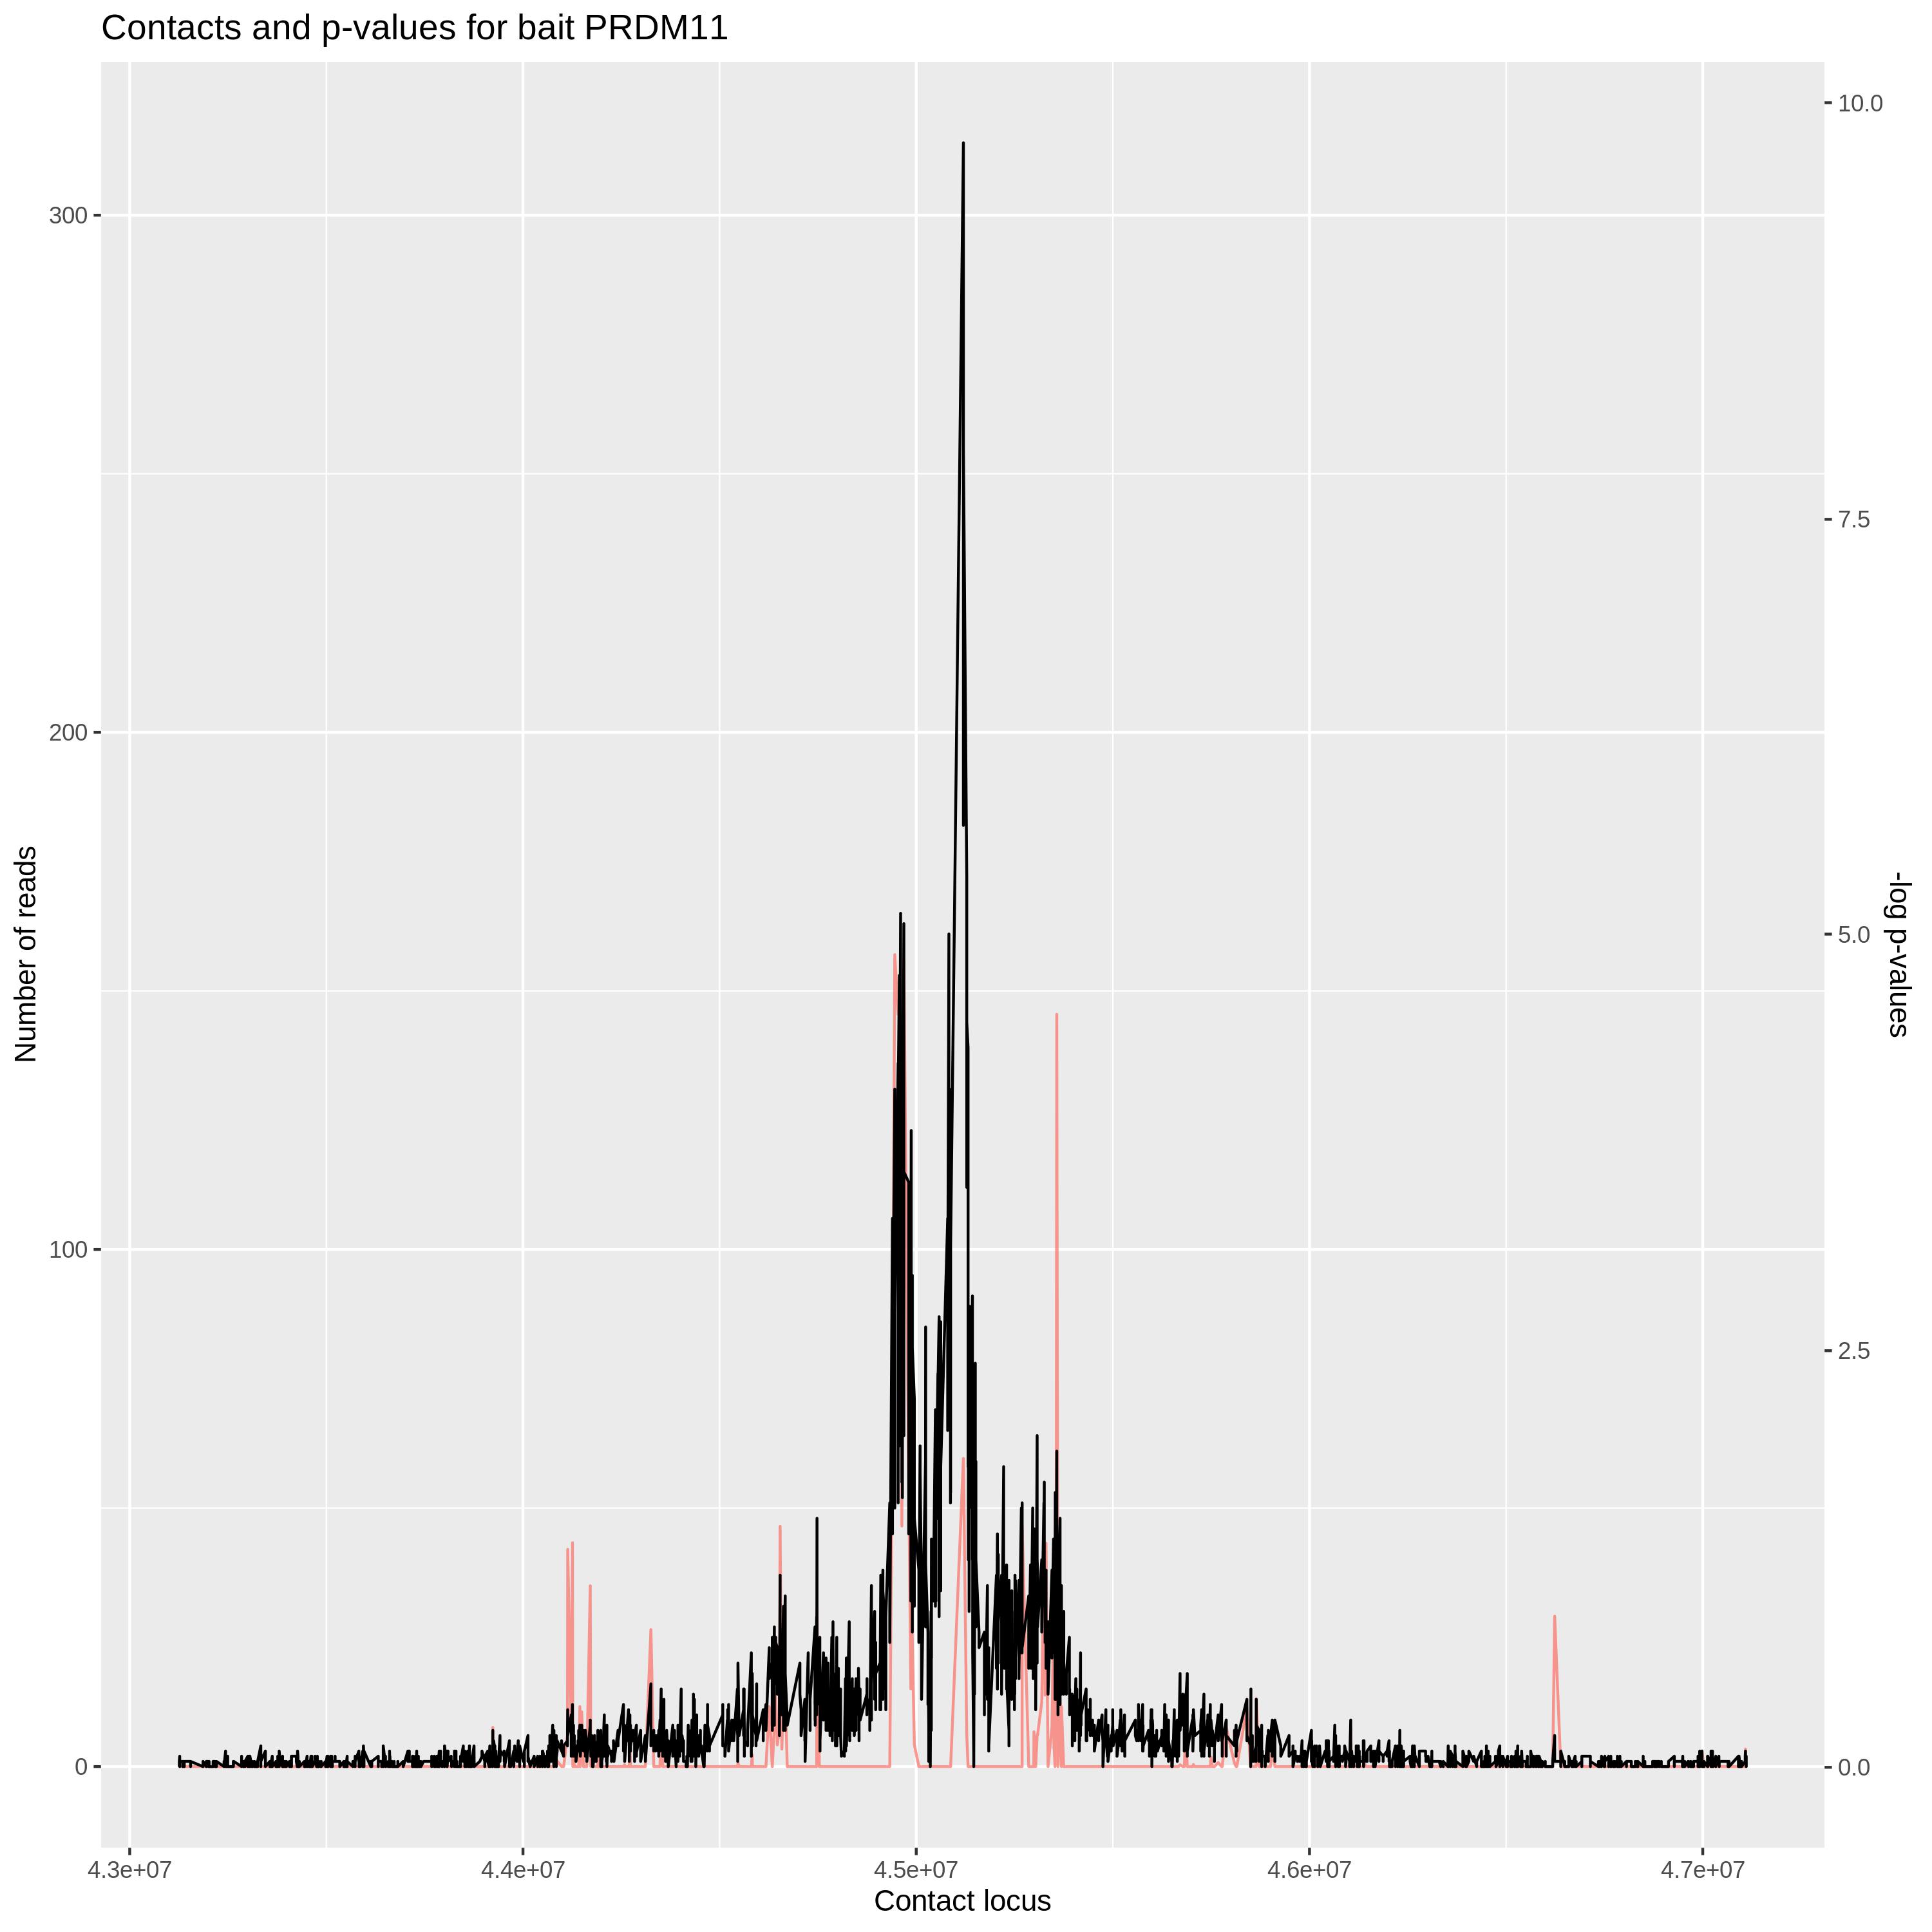 Contacts and p-values for bait PRDM11
Number of reads
300
200
100
0
10.0
7.5
5.0
2.5
0.0
-log p-values
4.3e+07
4.4e+07
4.5e+07
4.6e+07
4.7e+07
Contact locus